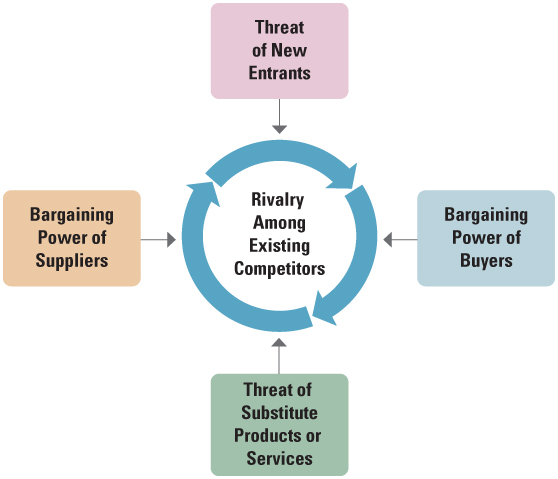 Threat
of New
Entrants
Bargaining
Power of
Suppliers
Rivalry
Among
Existing
Competitors
Bargaining
Power of
Buyers
Threat of
Substitute
Products or
Services